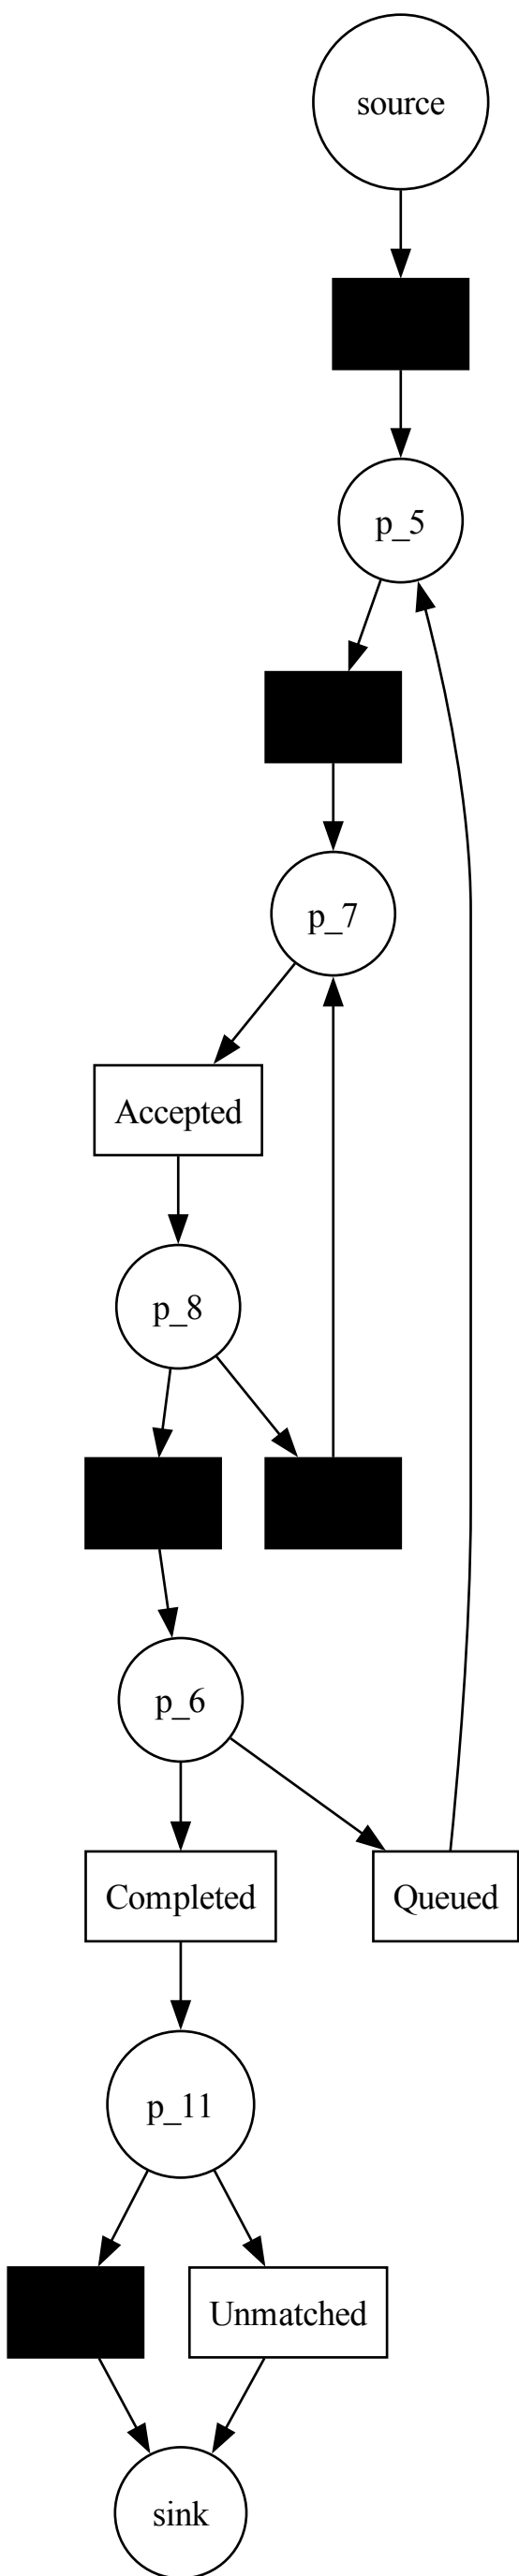 source
p_5
p_7
Accepted
p_8
p_6
Completed
Queued
p_11
Unmatched
sink